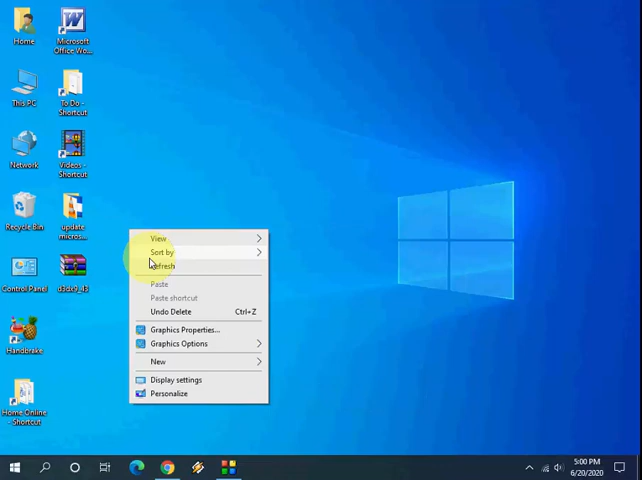 Home
Microsoft
Office Wo...
This PC
To Do -
Shortcut
Network
Videos -
Shortcut
Recycle Bin
update
micros...
Control Panel
d3dx9_43
Handbrake
Home Online
- Shortcut
View
Sort by
Refresh
Paste
Paste shortcut
Undo Delete Ctrl+Z
Graphics Properties...
Graphics Options
New
Display settings
Personalize
5:00 PM
6/20/2020